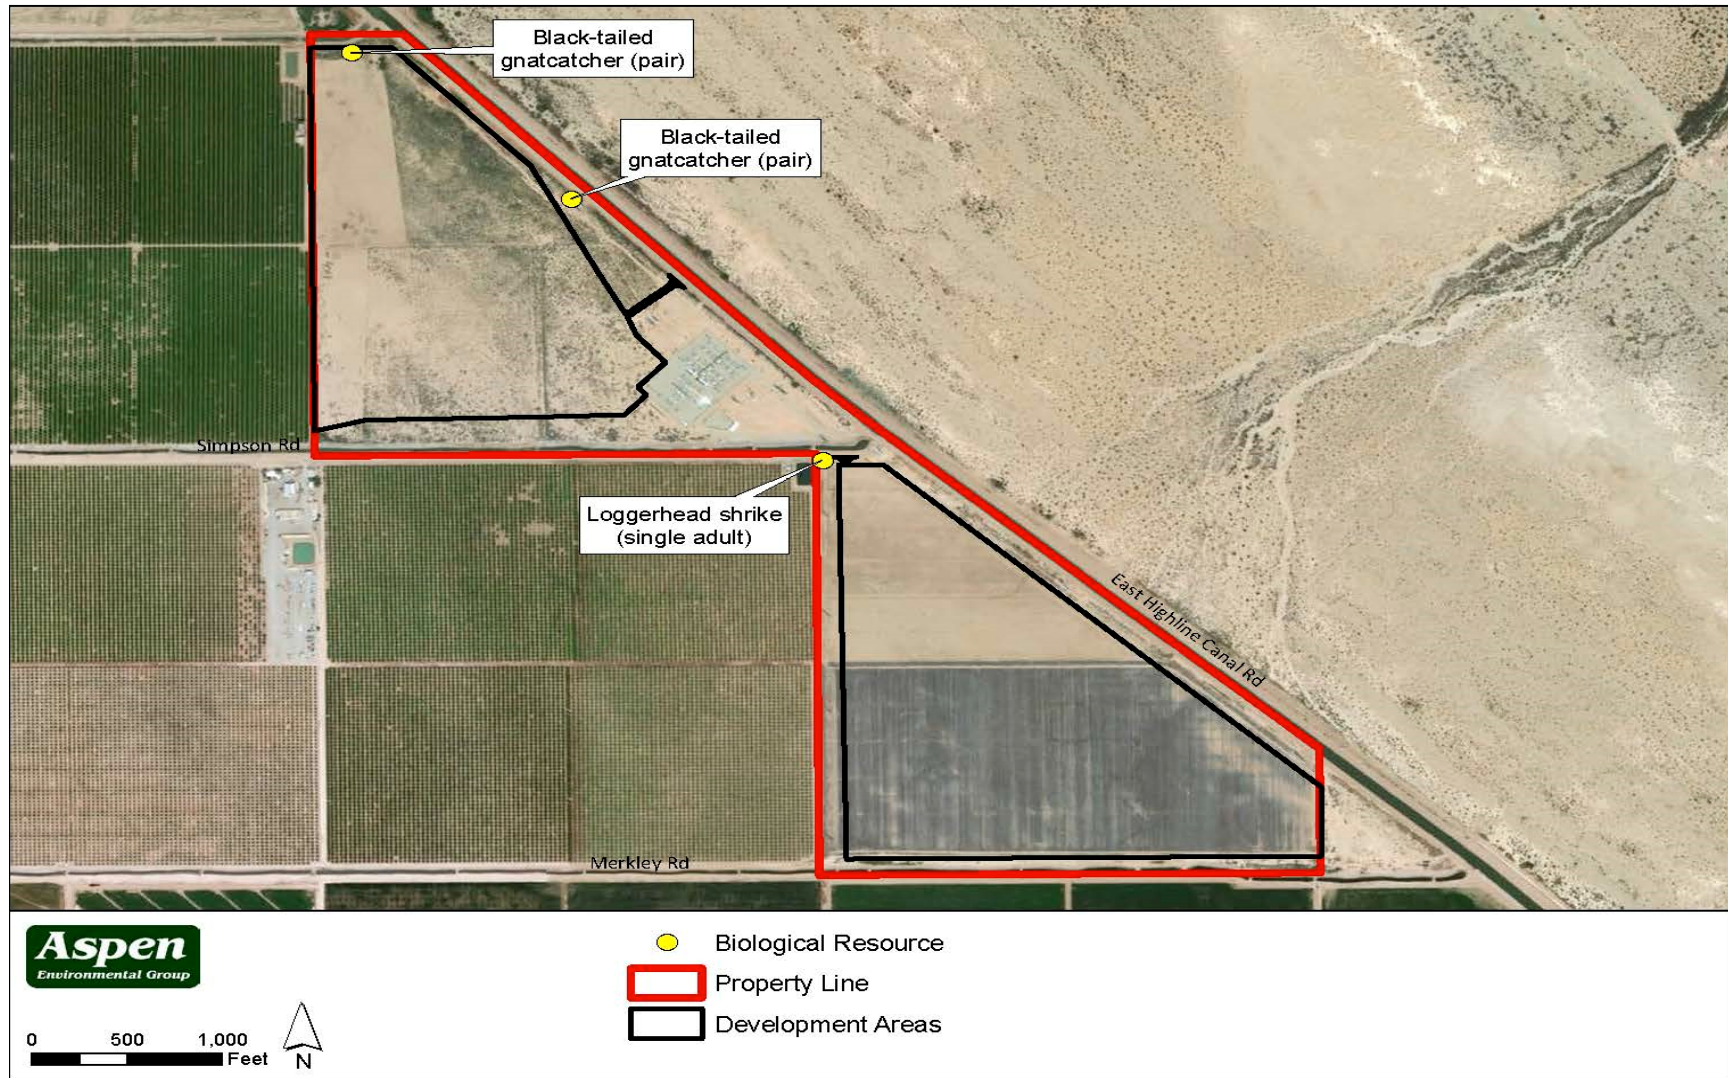 Black-tailed
gnatcatcher (pair)
Black-tailed
gnatcatcher (pair)
Simpson Rd
Loggerhead shrike
(single adult)
East Highline Canal Rd
Merkley Rd
Aspen
Environmental Group
Biological Resource
Property Line
Development Areas
0 500 1,000
Feet
N